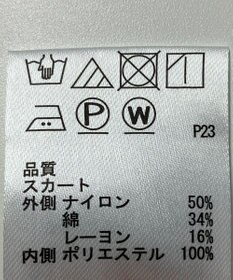 P W
P23
品質
スカート
外側 ナイロン 50%
綿 34%
レーヨン 16%
内側 ポリエステル 100%